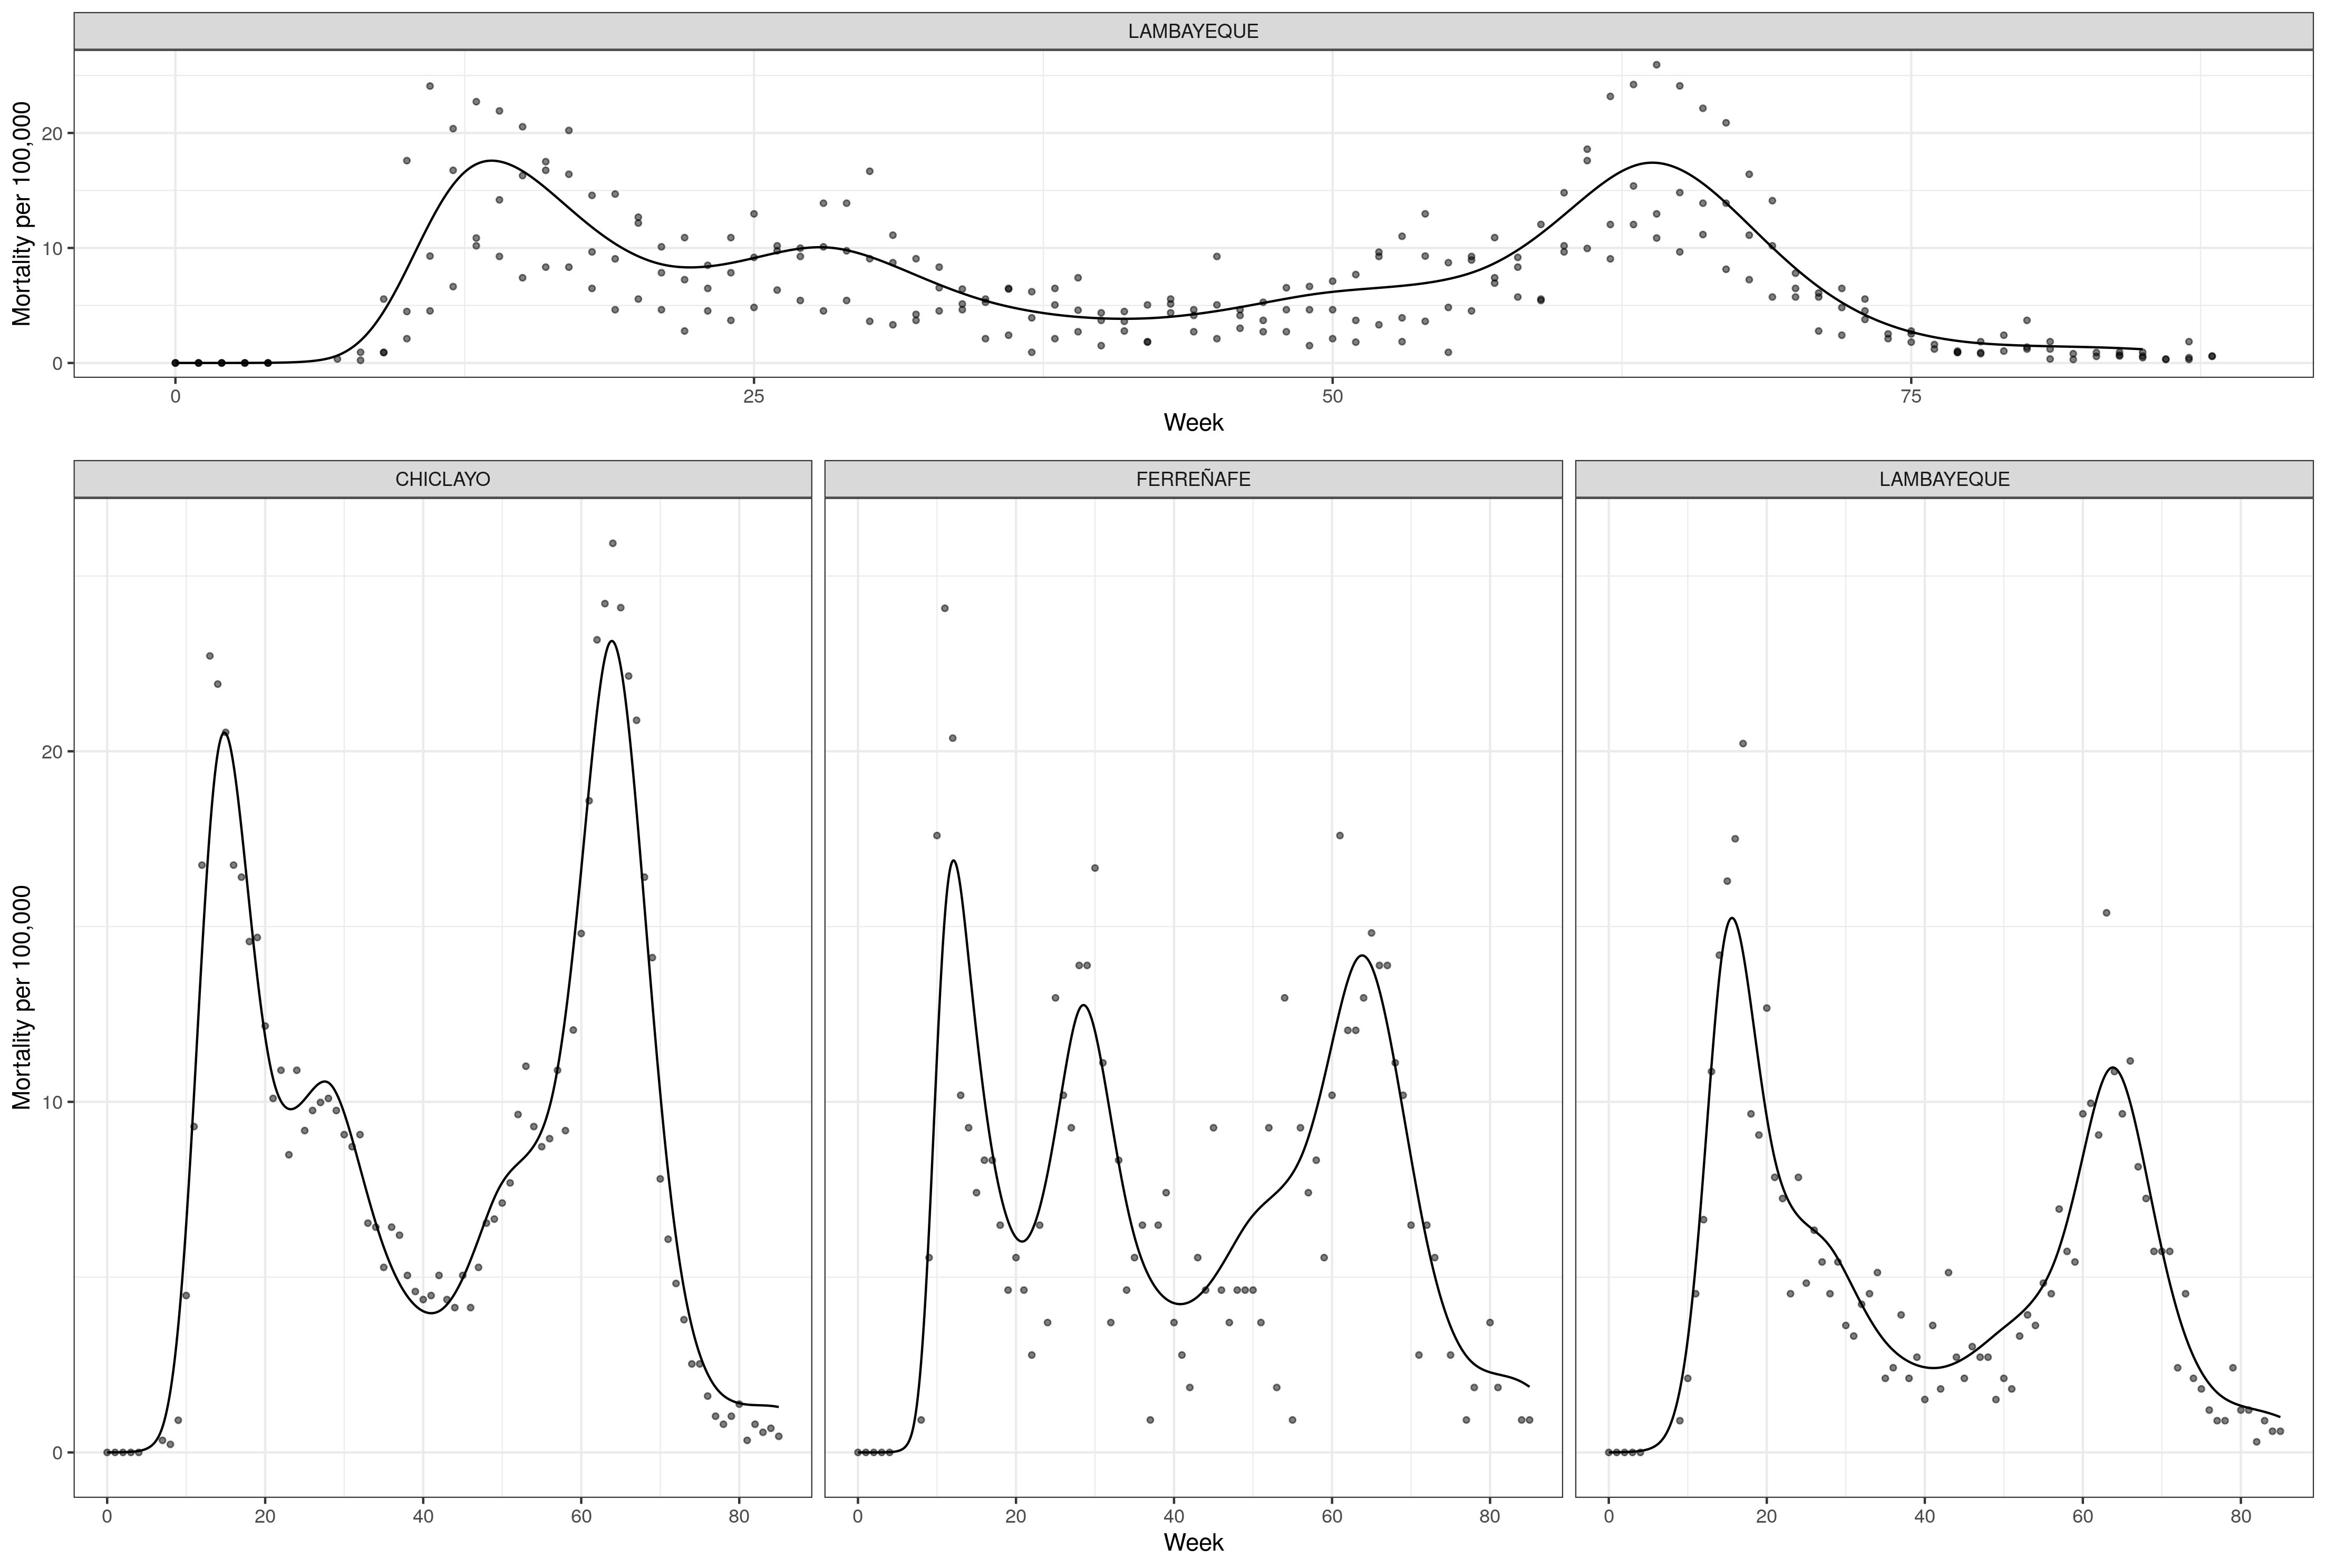 LAMBAYEQUE
Mortality per 100,000
20
10
0
0 25 50 75
Week
CHICLAYO FERREÑAFE LAMBAYEQUE
Mortality per 100,000
20
10
0
0 20 40 60 80 0 20 40 60 80 0 20 40 60 80
Week